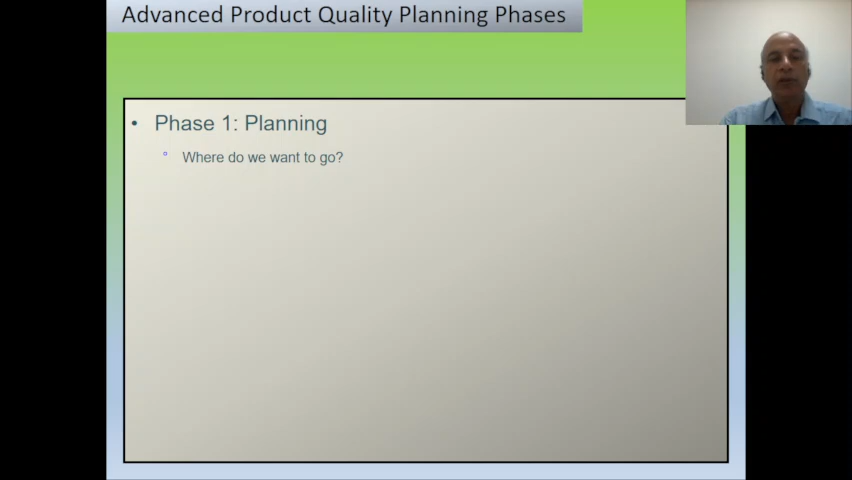 Advanced Product Quality Planning Phases
• Phase 1: Planning
Where do we want to go?